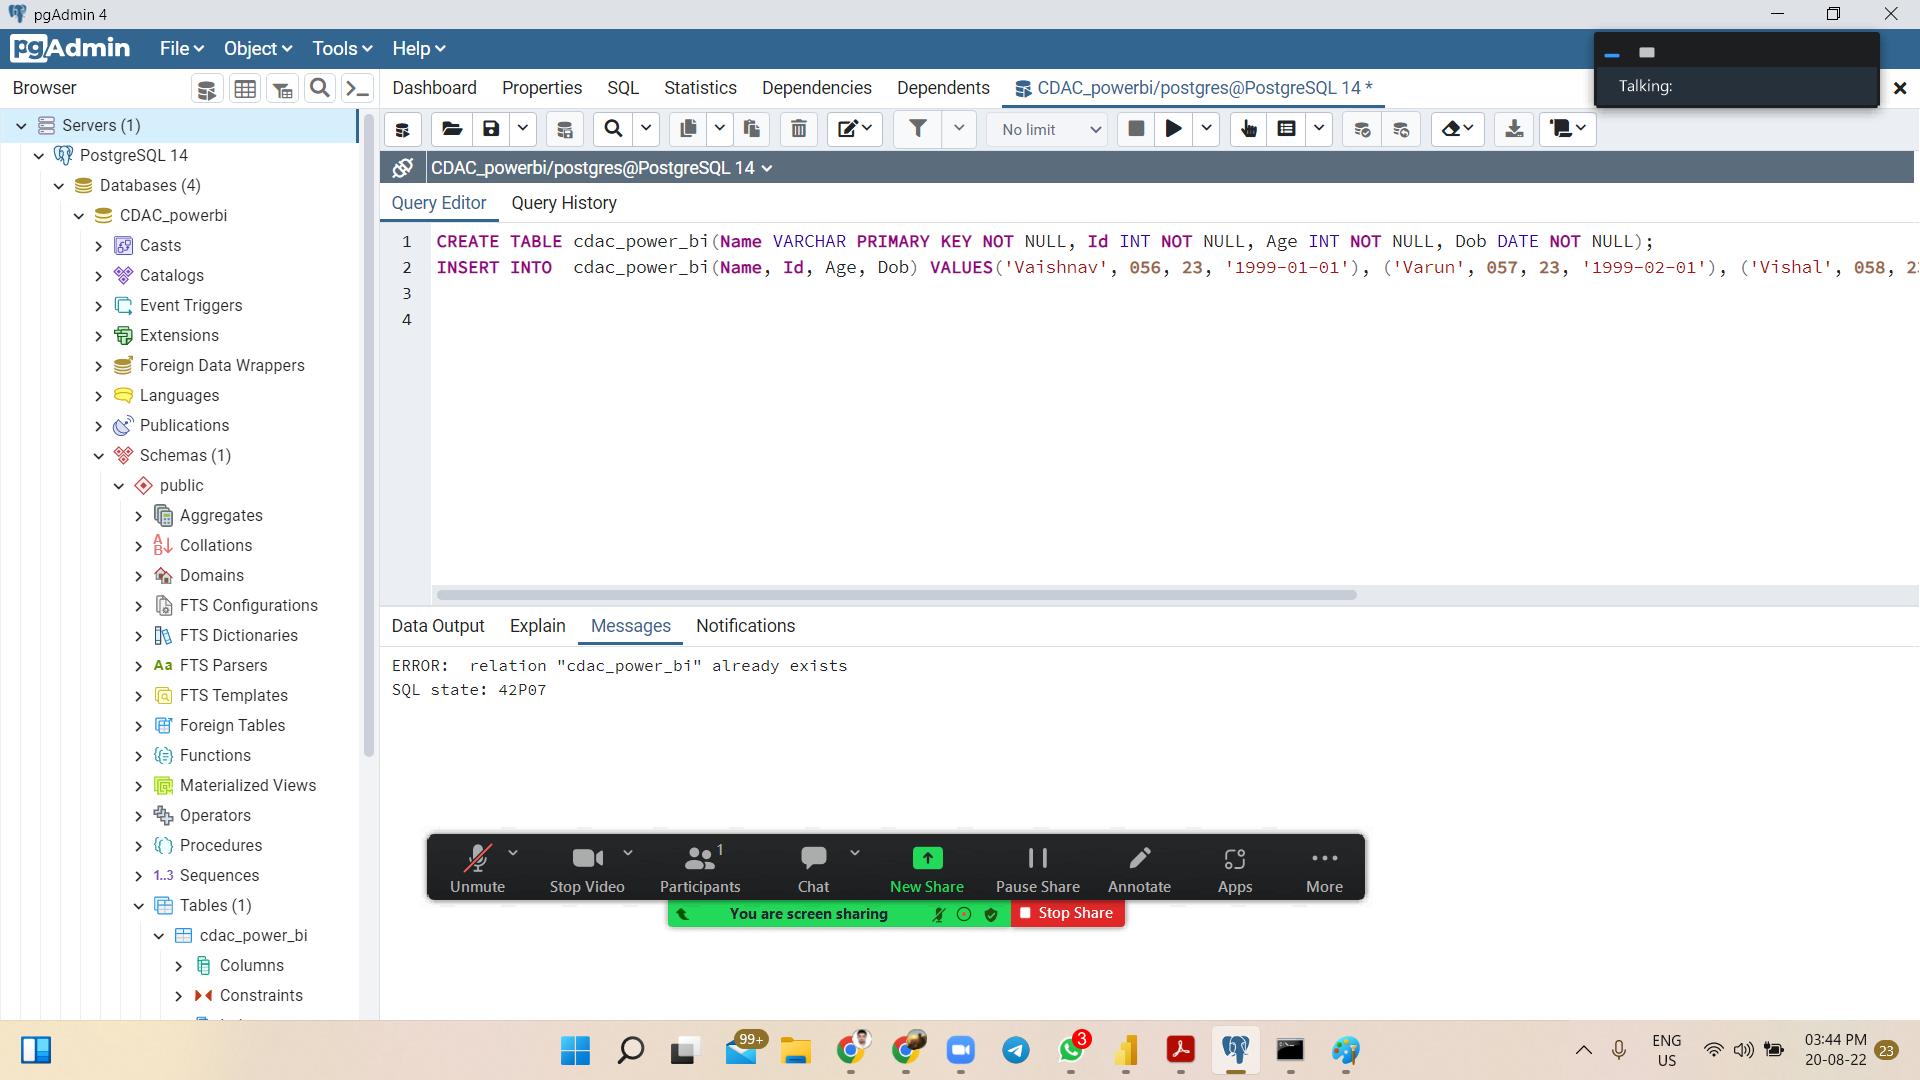 pgAdmin 4
pgAdmin File Object Tools Help
Talking:
Browser
Dashboard Properties SQL Statistics Dependencies Dependents CDAC_powerbi/postgres@PostgreSQL 14 *
No limit
CDAC_powerbi/postgres@PostgreSQL 14
Query Editor Query History
1 CREATE TABLE cdac_power_bi(Name VARCHAR PRIMARY KEY NOT NULL, Id INT NOT NULL, Age INT NOT NULL, Dob DATE NOT NULL);
2 INSERT INTO  cdac_power_bi(Name, Id, Age, Dob) VALUES('Vaishnav', 056, 23, '1999-01-01'), ('Varun', 057, 23, '1999-02-01'), ('Vishal', 058, 2
3
4
Servers (1)
PostgreSQL 14
Databases (4)
CDAC_powerbi
Casts
Catalogs
Event Triggers
Extensions
Foreign Data Wrappers
Languages
Publications
Schemas (1)
public
Aggregates
Collations
Domains
FTS Configurations
FTS Dictionaries
Aa FTS Parsers
FTS Templates
Foreign Tables
Functions
Materialized Views
Operators
Procedures
1..3 Sequences
Tables (1)
cdac_power_bi
Columns
Constraints
Data Output Explain Messages Notifications
ERROR:  relation "cdac_power_bi" already exists
SQL state: 42P07
1
Unmute Stop Video Participants Chat New Share Pause Share Annotate Apps More
You are screen sharing Stop Share
99+
3
ENG
US
03:44 PM
20-08-22
23